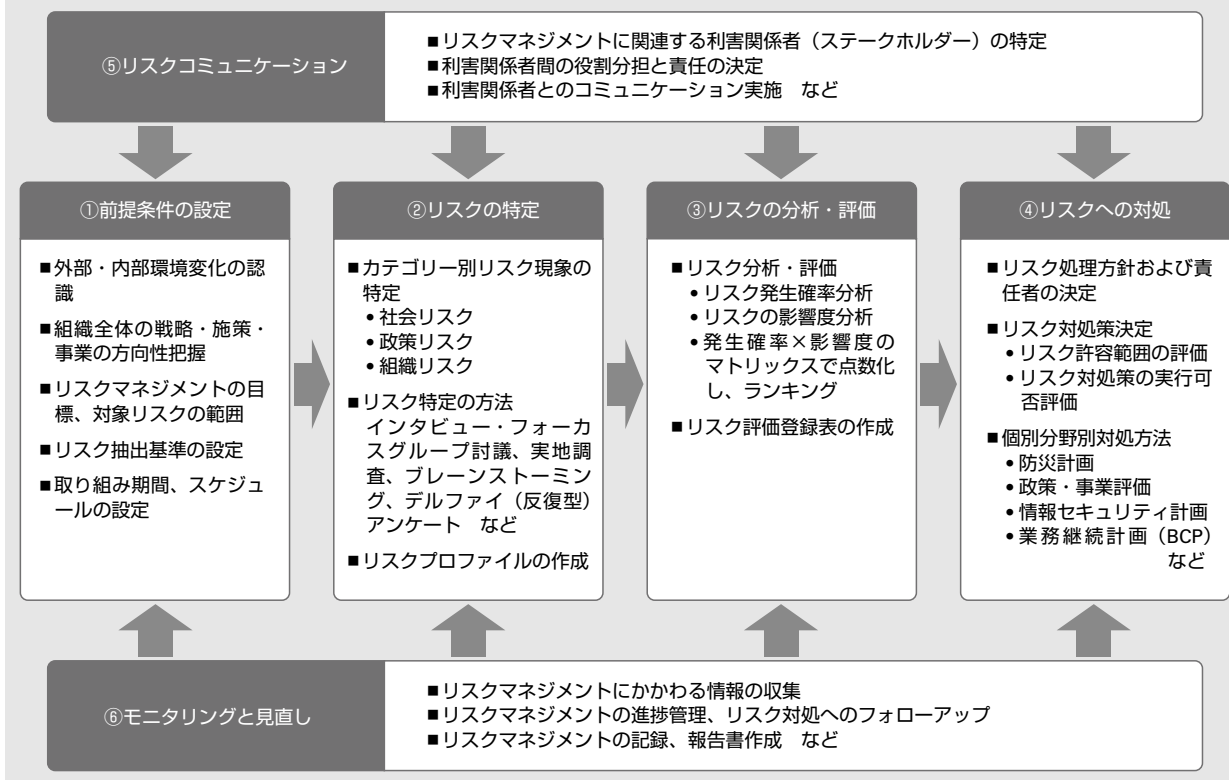 ⑤リスクコミュニケーション
■リスクマネジメントに関連する利害関係者（ステークホルダー）の特定
■利害関係者間の役割分担と責任の決定
■利害関係者とのコミュニケーション実施　など
①前提条件の設定
■外部・内部環境変化の認
識
■組織全体の戦略・施策・
事業の方向性把握
■リスクマネジメントの目
標、対象リスクの範囲
■リスク抽出基準の設定
■取り組み期間、スケジュ
ールの設定
②リスクの特定
■カテゴリー別リスク現象の
特定
•社会リスク
•政策リスク
•組織リスク
■リスク特定の方法
インタビュー・フォーカ
スグループ討議、実地調
査、ブレーンストーミン
グ、デルファイ（反復型）
アンケート　など
■リスクプロファイルの作成
③リスクの分析・評価
■リスク分析・評価
•リスク発生確率分析
•リスクの影響度分析
•発生確率×影響度の
マトリックスで点数化
し、ランキング
■リスク評価登録表の作成
④リスクへの対処
■リスク処理方針および責
任者の決定
■リスク対処策決定
•リスク許容範囲の評価
•リスク対処策の実行可
否評価
■個別分野別対処方法
•防災計画
•政策・事業評価
•情報セキュリティ計画
•業務継続計画（BCP）
など
⑥モニタリングと見直し
■リスクマネジメントにかかわる情報の収集
■リスクマネジメントの進捗管理、リスク対処へのフォローアップ
■リスクマネジメントの記録、報告書作成　など